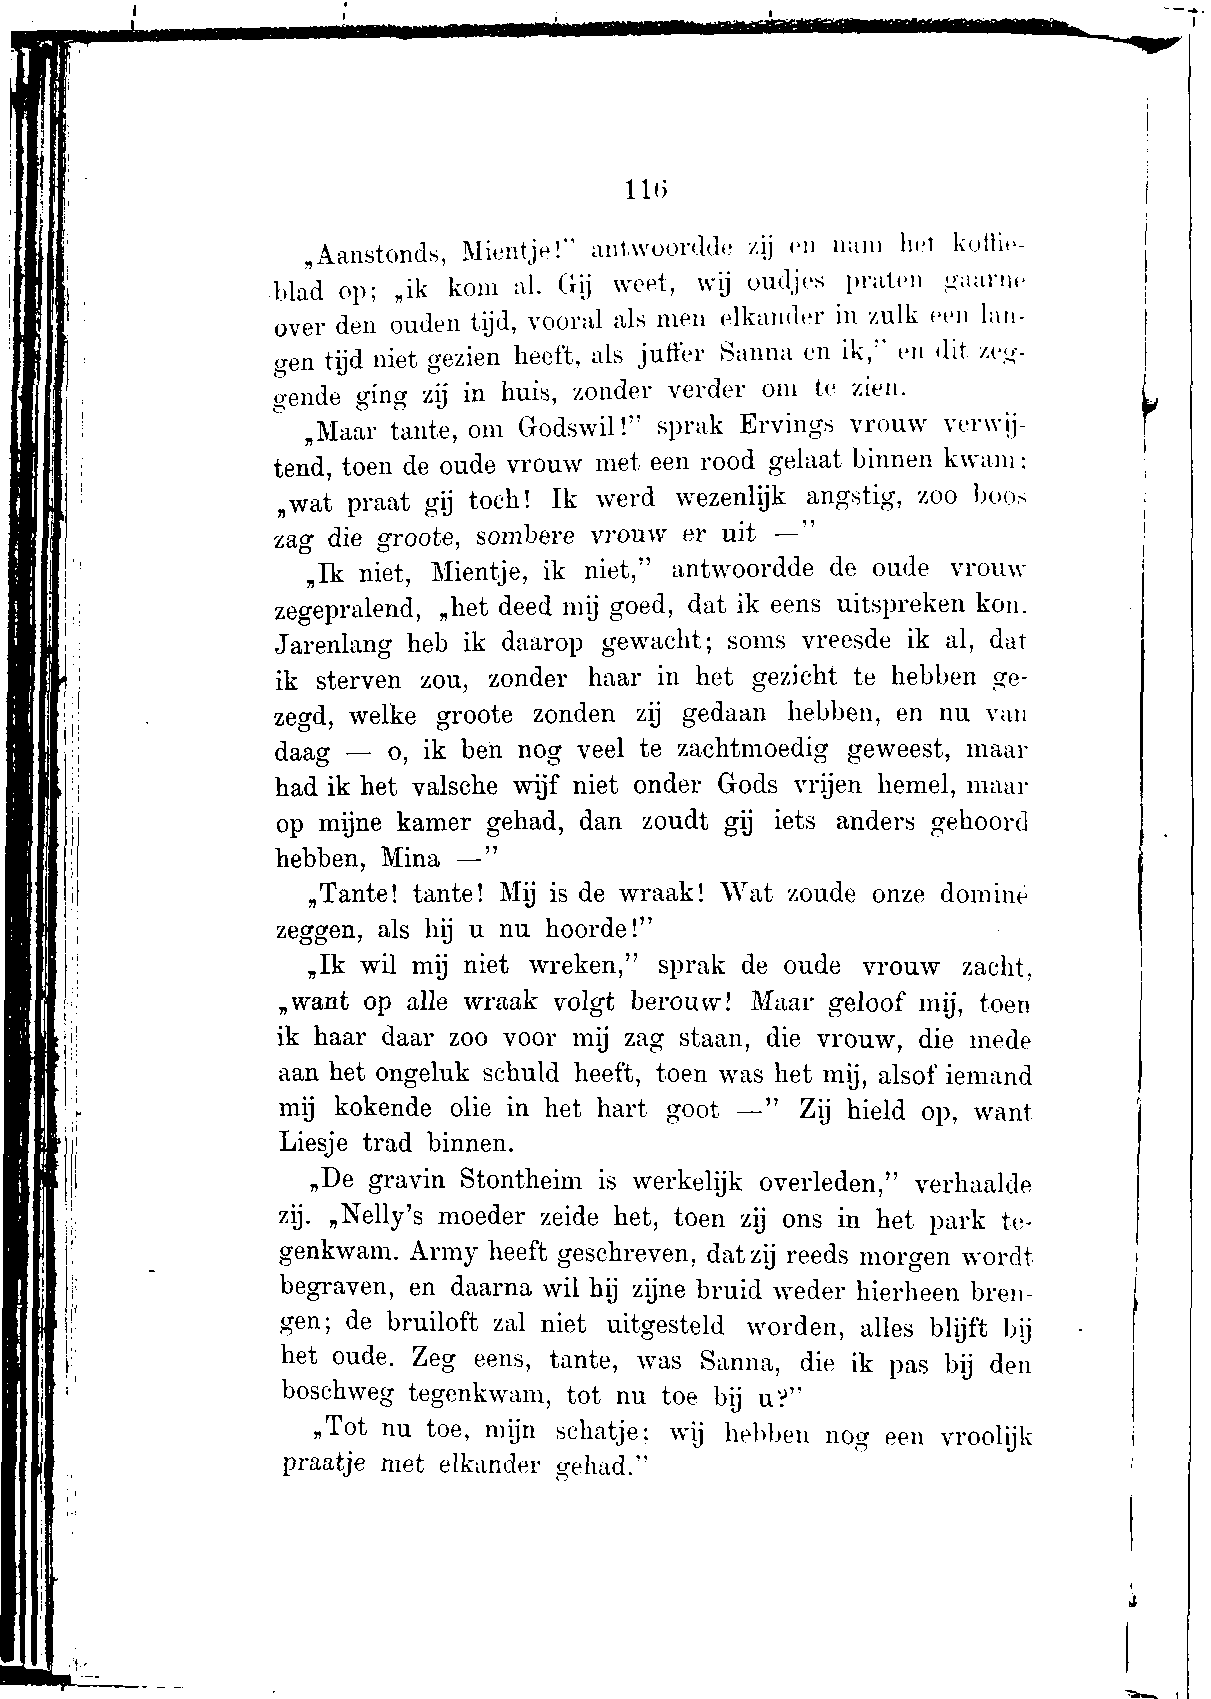 116
„Aanstonds, Mientje!” antwoordde zij en nam het koffie-
blad op; „ik kom al. Gij weet, wij oudjes praten gaarne
over den ouden tijd, vooral als men elkander in zulk een lan-
gen tijd niet gezien heeft, als juffer Sanna en ik,” en dit zeg-
gende ging zij in huis, zonder verder om te zien.
„Maar tante, om Godswil!” sprak Ervings vrouw verwij-
tend, toen de oude vrouw met een rood gelaat binnen kwam;
„wat praat gij toch! Ik werd wezenlijk angstig, zoo boos
zag die groote, sombere vrouw er uit —”
„Ik niet, Mientje, ik niet,” antwoordde de oude vrouw
zegepralend, „het deed mij goed, dat ik eens uitspreken kon.
Jarenlang heb ik daarop gewacht; soms vreesde ik al, dat
ik sterven zou, zonder haar in het gezicht te hebben ge-
zegd, welke groote zonden zij gedaan hebben, en nu van
daag — o, ik ben nog veel te zachtmoedig geweest, maar
had ik het valsche wijf niet onder Gods vrijen hemel, maar
op mijne kamer gehad, dan zoudt gij iets anders gehoord
hebben, Mina —”
„Tante! tante! Mij is de wraak! Wat zoude onze dominé
zeggen, als hij u nu hoorde!”
„Ik wil mij niet wreken,” sprak de oude vrouw zacht,
„want op alle wraak volgt berouw! Maar geloof mij, toen
ik haar daar zoo voor mij zag staan, die vrouw, die mede
aan het ongeluk schuld heeft, toen was het mij, alsof iemand
mij kokende olie in het hart goot —” Zij hield op, want
Liesje trad binnen.
„De gravin Stontheim is werkelijk overleden,” verhaalde
zij. „Nelly’s moeder zeide het, toen zij ons in het park te-
genkwam. Army heeft geschreven, dat zij reeds morgen wordt
begraven, en daarna wil hij zijne bruid weder hierheen bren-
gen; de bruiloft zal niet uitgesteld worden, alles blijft bij
het oude. Zeg eens, tante, was Sanna, die ik pas bij den
boschweg tegenkwam, tot nu toe bij u?”
„Tot nu toe, mijn schatje; wij hebben nog een vroolijk
praatje met elkander gehad.”